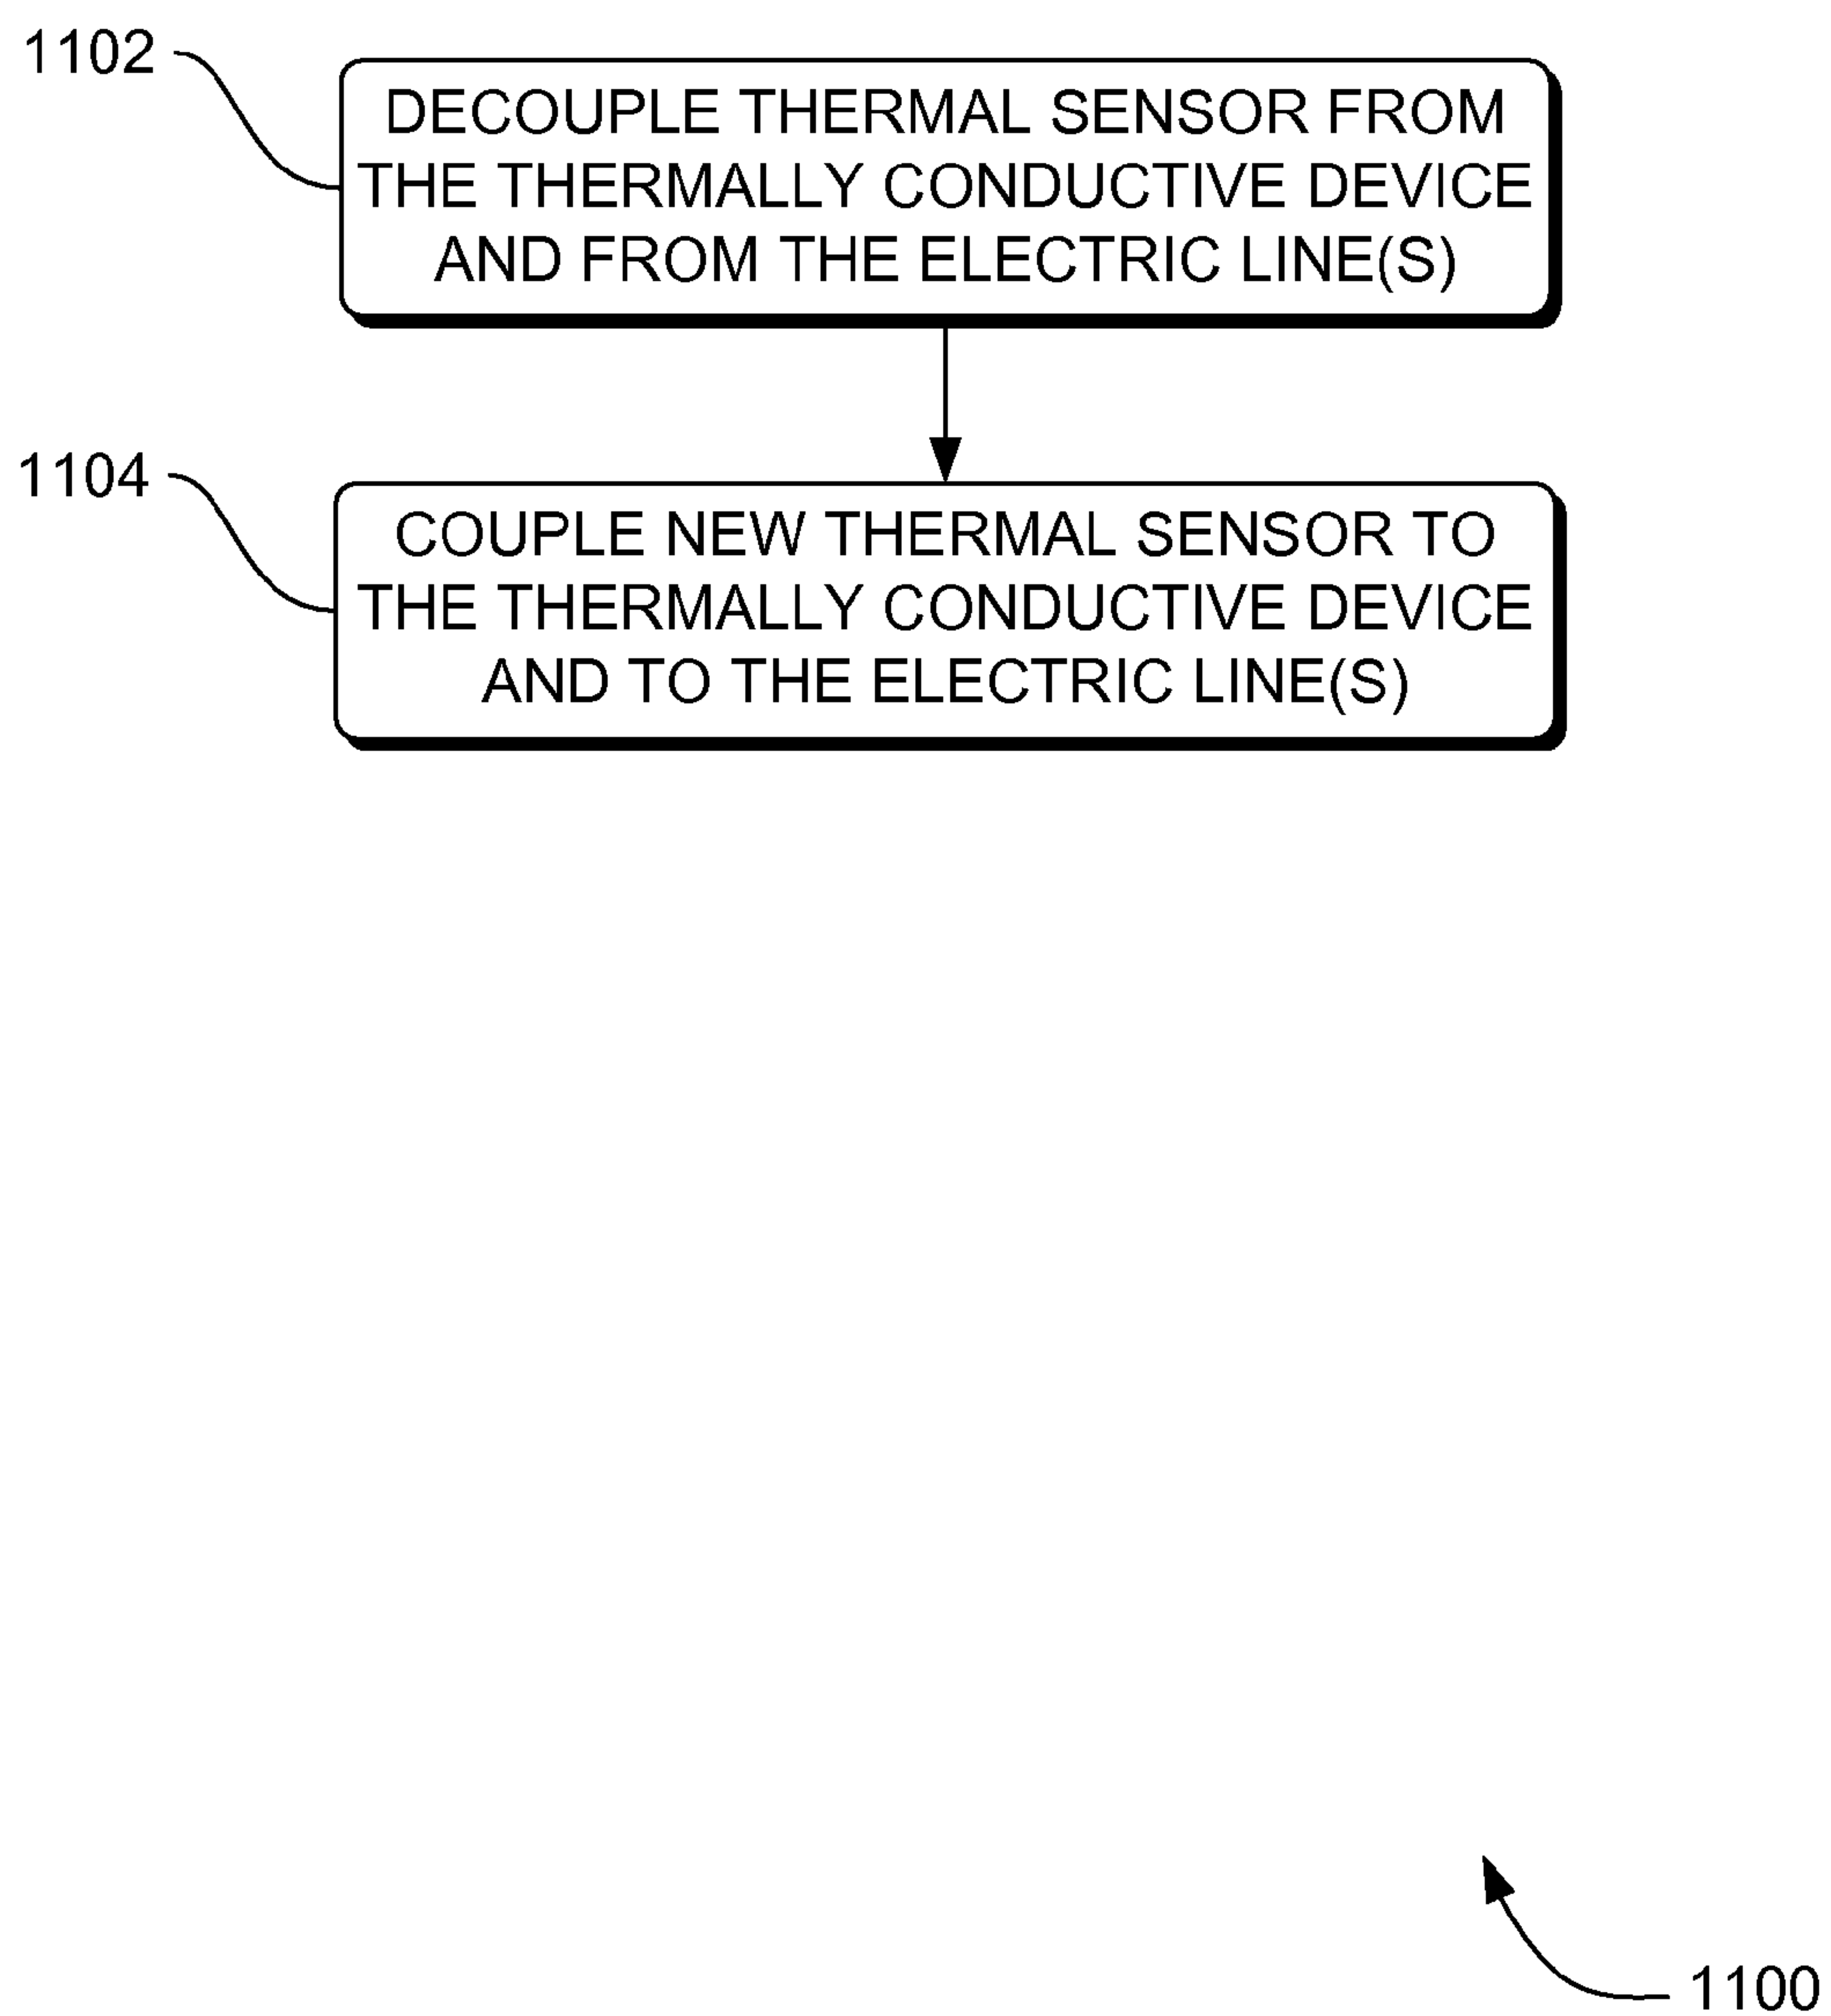 1102
DECOUPLE THERMAL SENSOR FROM
THE THERMALLY CONDUCTIVE DEVICE
AND FROM THE ELECTRIC LINE(S)
1104
COUPLE NEW THERMAL SENSOR TO
THE THERMALLY CONDUCTIVE DEVICE
AND TO THE ELECTRIC LINE(S)
1100